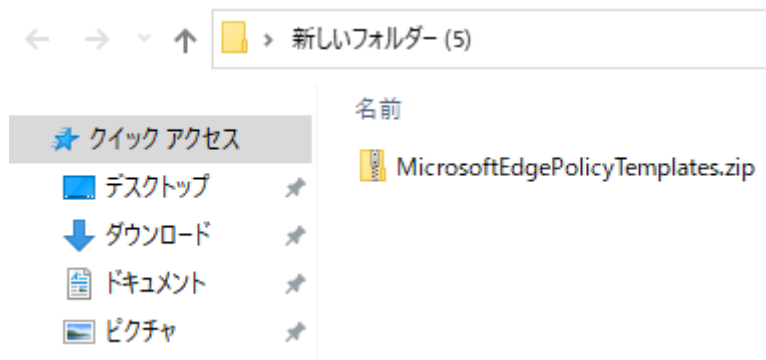 新しいフォルダー (5)
名前
クイック アクセス
MicrosoftEdgePolicyTemplates.zip
デスクトップ
ダウンロード
ドキュメント
ピクチャ